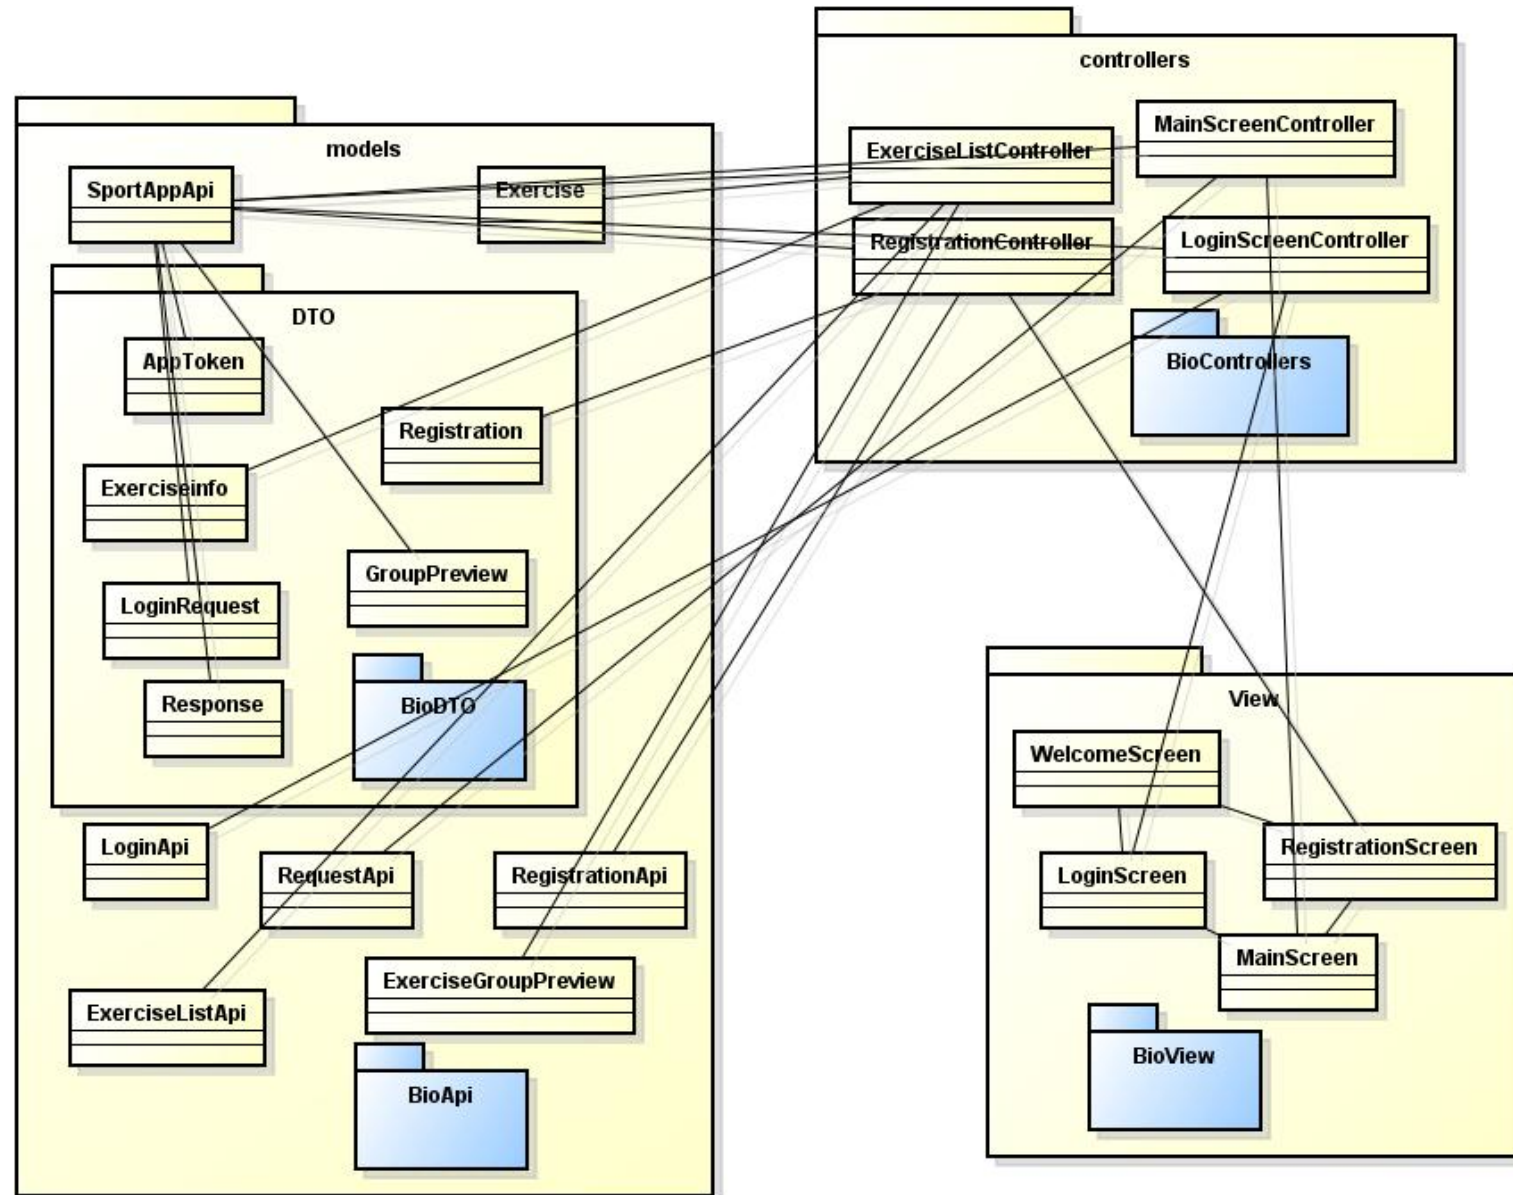 controllers
MainScreenController
ExerciseListController
RegistrationController
LoginScreenController
BioControllers
models
SportAppApi
Exercise
DTO
AppToken
Registration
Exerciseinfo
GroupPreview
LoginRequest
Response
BioDTO
LoginApi
RequestApi
RegistrationApi
ExerciseGroupPreview
ExerciseListApi
BioApi
View
WelcomeScreen
RegistrationScreen
LoginScreen
MainScreen
BioView